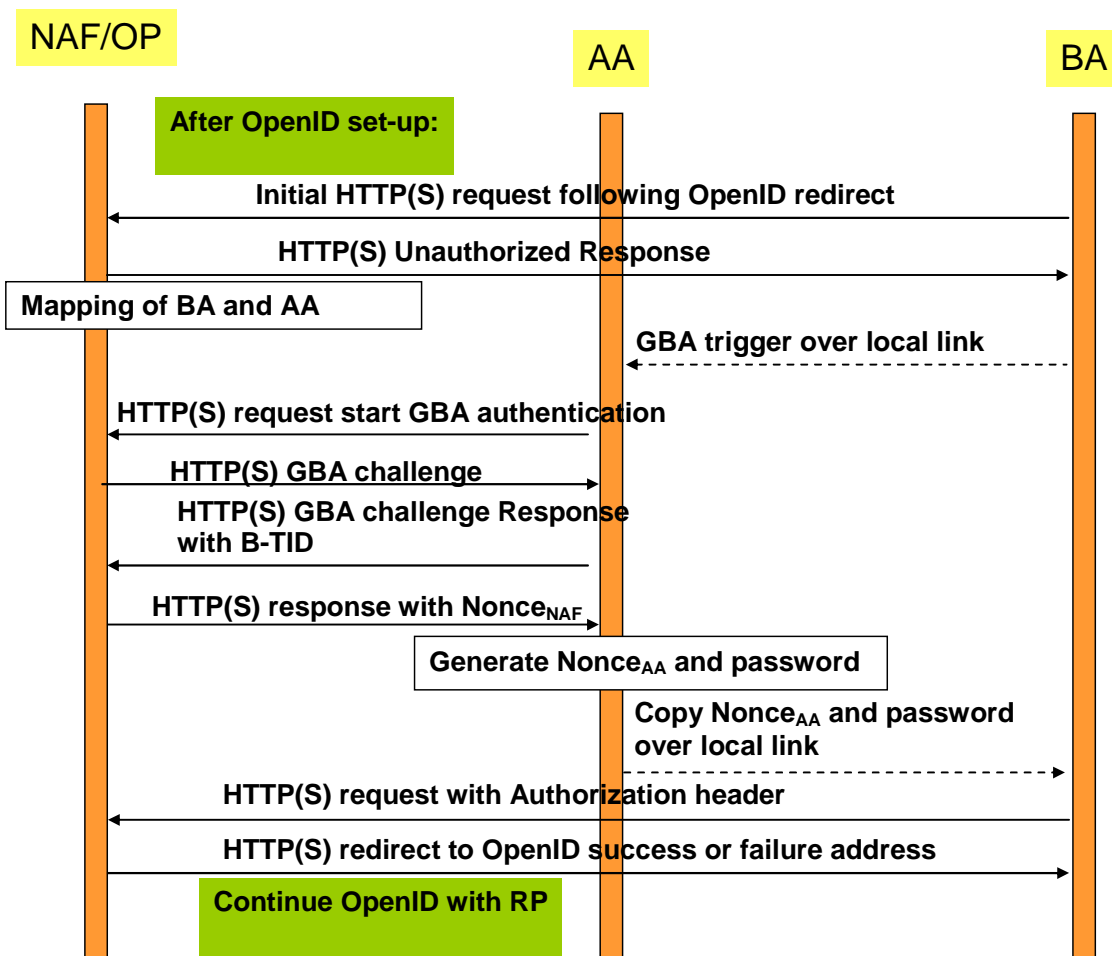 NAF/OP
AA
BA
After OpenID set-up:
Initial HTTP(S) request following OpenID redirect
HTTP(S) Unauthorized Response
Mapping of BA and AA
GBA trigger over local link
HTTP(S) request start GBA authentication
HTTP(S) GBA challenge
HTTP(S) GBA challenge Response
with B-TID
HTTP(S) response with NonceNAF
Generate NonceAA and password
Copy NonceAA and password
over local link
HTTP(S) request with Authorization header
HTTP(S) redirect to OpenID success or failure address
Continue OpenID with RP